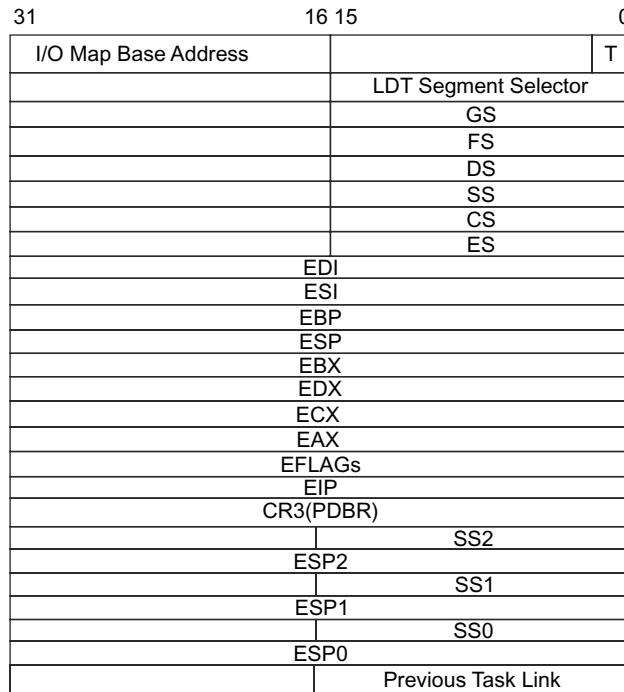 31 16 15 0
I/O Map Base Address T
LDT Segment Selector
GS
FS
DS
SS
CS
ES
EDI
ESI
EBP
ESP
EBX
EDX
ECX
EAX
EFLAGs
EIP
CR3(PDBR)
SS2
ESP2
SS1
ESP1
SS0
ESP0
Previous Task Link